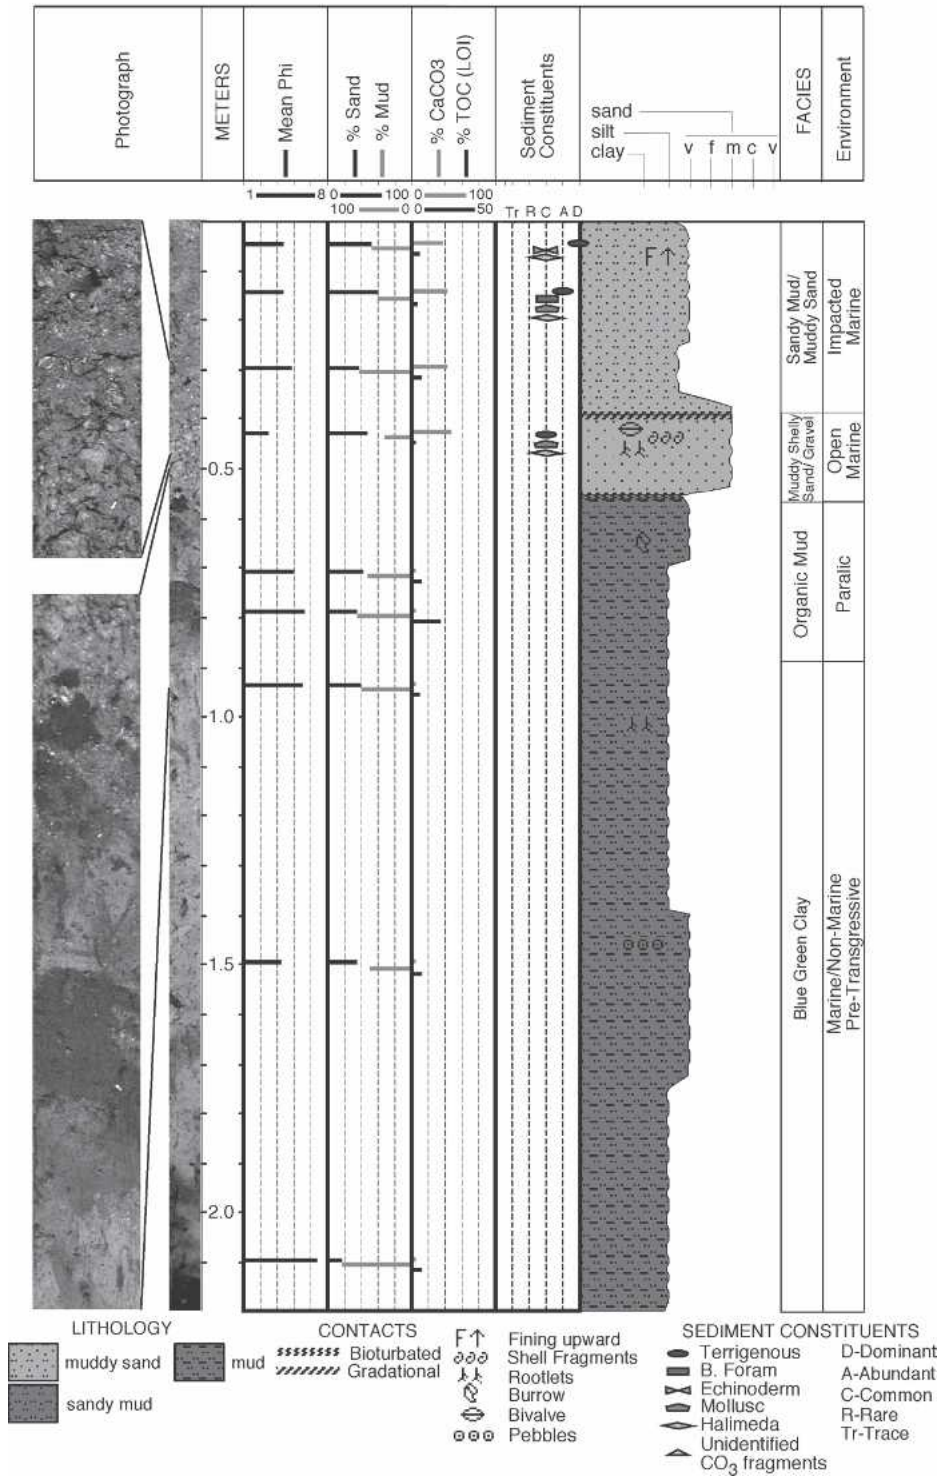 Photograph
METERS
Mean Phi
% Sand
% Mud
% CaCO3
% TOC (LOI)
Sediment
Constituents
sand
silt
clay
v f m c v
FACIES
Environment
1 8 0 100 0 100
100 0 0 50
Tr R C A D
F↑
0.5
1.0
1.5
2.0
Sandy Mud/
Muddy Sand
Impacted
Marine
Muddy Shelly
Sand/ Gravel
Open
Marine
Organic Mud
Paralic
Blue Green Clay
Marine/Non-Marine
Pre-Transgressive
LITHOLOGY
muddy sand
mud
sandy mud
CONTACTS
Bioturbated
Gradational
F↑ Fining upward
Shell Fragments
Rootlets
Burrow
Bivalve
Pebbles
SEDIMENT CONSTITUENTS
Terrigenous
B. Foram
Echinoderm
Mollusc
Halimeda
Unidentified
CO3 fragments
D-Dominant
A-Abundant
C-Common
R-Rare
Tr-Trace